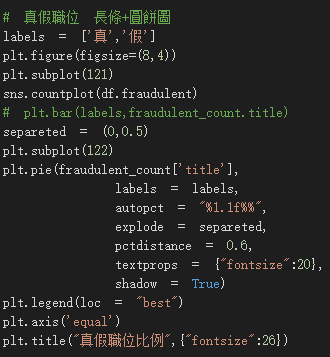 # 真假職位 長條+圓餅圖
labels = ['真','假']
plt.figure(figsize=(8,4))
plt.subplot(121)
sns.countplot(df.fraudulent)
# plt.bar(labels,fraudulent_count.title)
separeted = (0,0.5)
plt.subplot(122)
plt.pie(fraudulent_count['title'],
labels = labels,
autopct = "%1.1f%%",
explode = separeted,
pctdistance = 0.6,
textprops = {"fontsize":20},
shadow = True)
plt.legend(loc = "best")
plt.axis('equal')
plt.title("真假職位比例",{"fontsize":26})